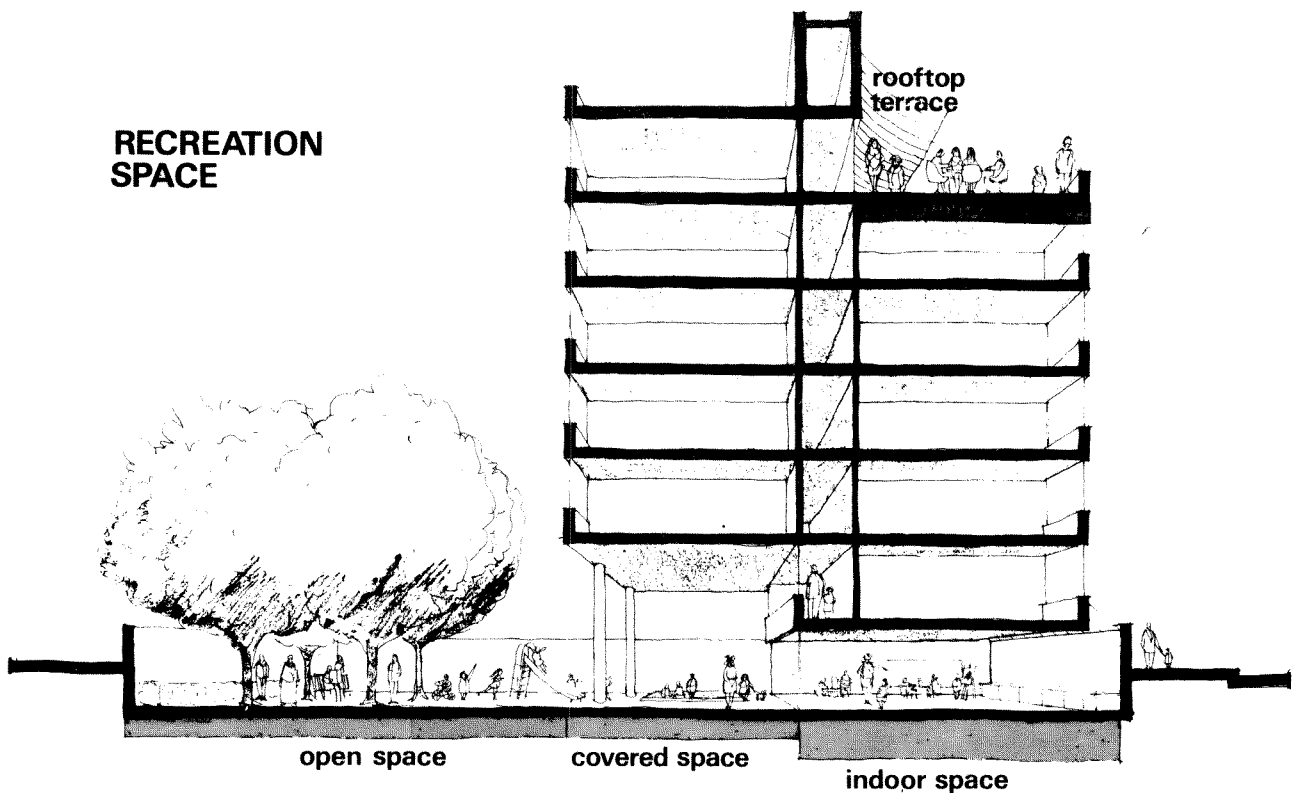 RECREATION
SPACE
rooftop
terrace
open space
covered space
indoor space